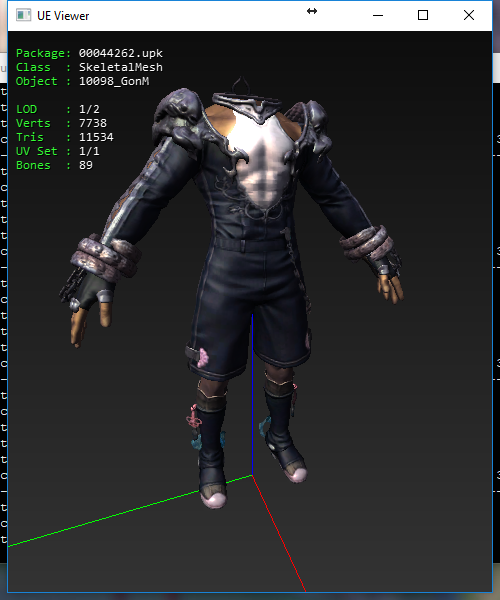 UE Viewer
Package: 00044262.upk
Class  : SkeletalMesh
Object : 10098_GonM
LOD    : 1/2
Verts  : 7738
Tris   : 11534
UV Set : 1/1
Bones  : 89